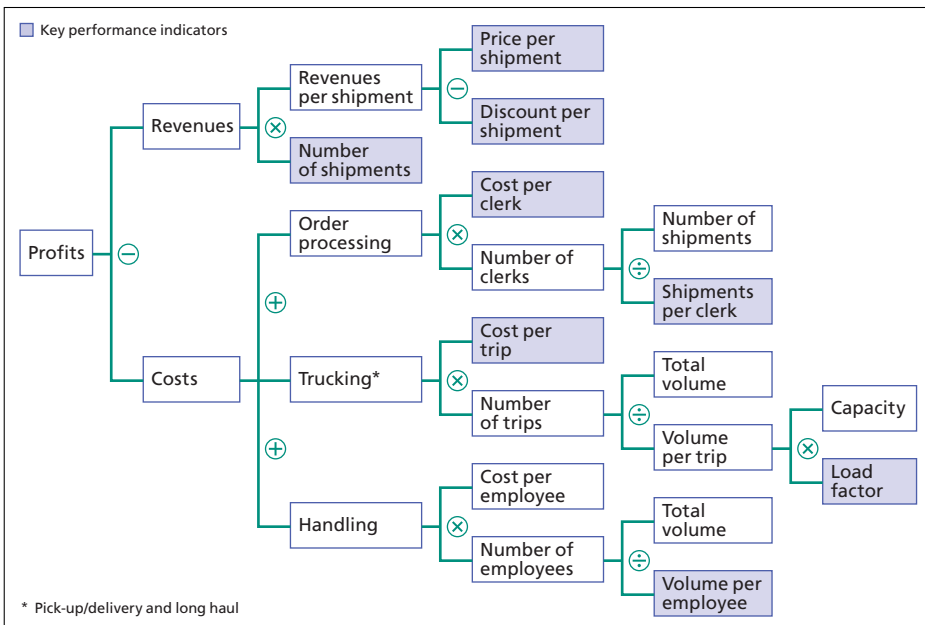 Key performance indicators
Price per
shipment
Revenues
per shipment
−
Discount per
shipment
Revenues
×
Number
of shipments
Cost per
clerk
Order
processing
×
Number of
shipments
Number of
clerks
÷
Shipments
per clerk
Profits
−
+
Cost per
trip
Costs
Trucking*
×
Total
volume
Number
of trips
÷
Capacity
Volume
per trip
×
Load
factor
+
Cost per
employee
Handling
×
Total
volume
Number of
employees
÷
Volume per
employee
* Pick-up/delivery and long haul